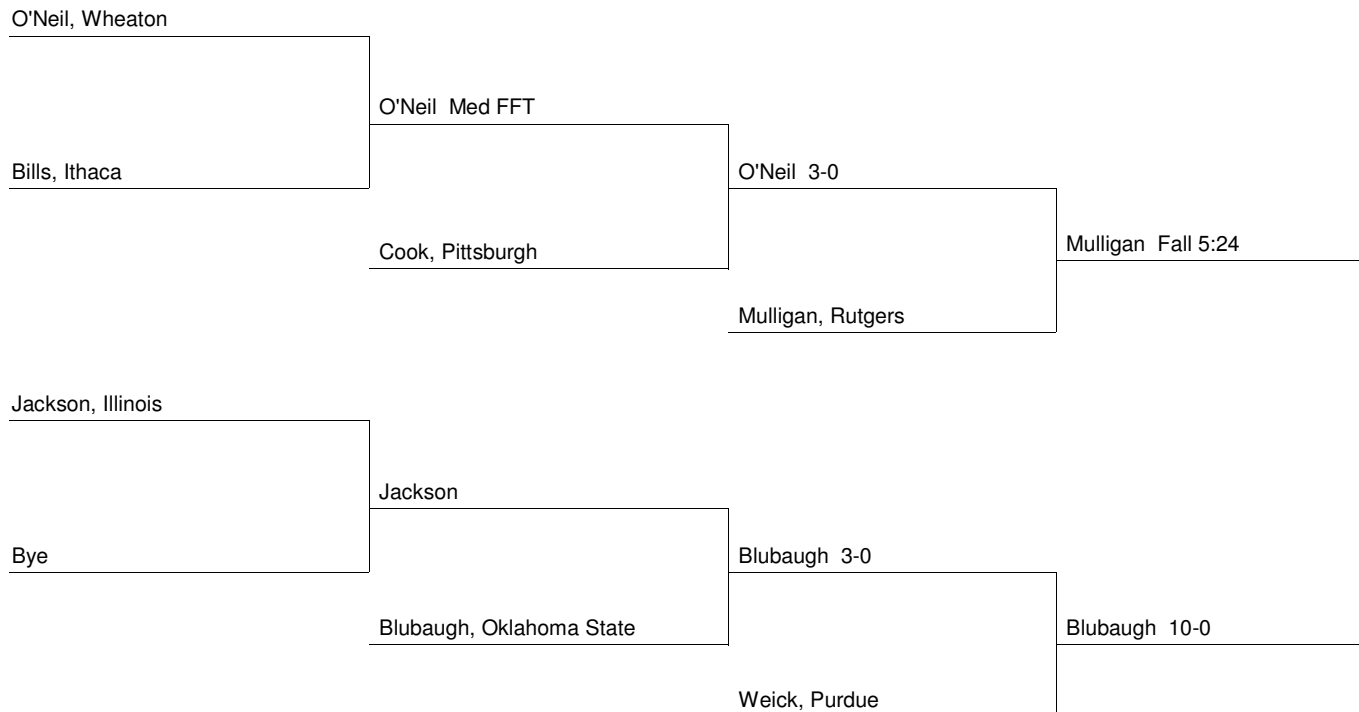 O'Neil, Wheaton
O'Neil Med FFT
Bills, Ithaca
O'Neil 3-0
Mulligan Fall 5:24
Cook, Pittsburgh
Mulligan, Rutgers
Jackson, Illinois
Jackson
Bye
Blubaugh 3-0
Blubaugh, Oklahoma State
Blubaugh 10-0
Weick, Purdue